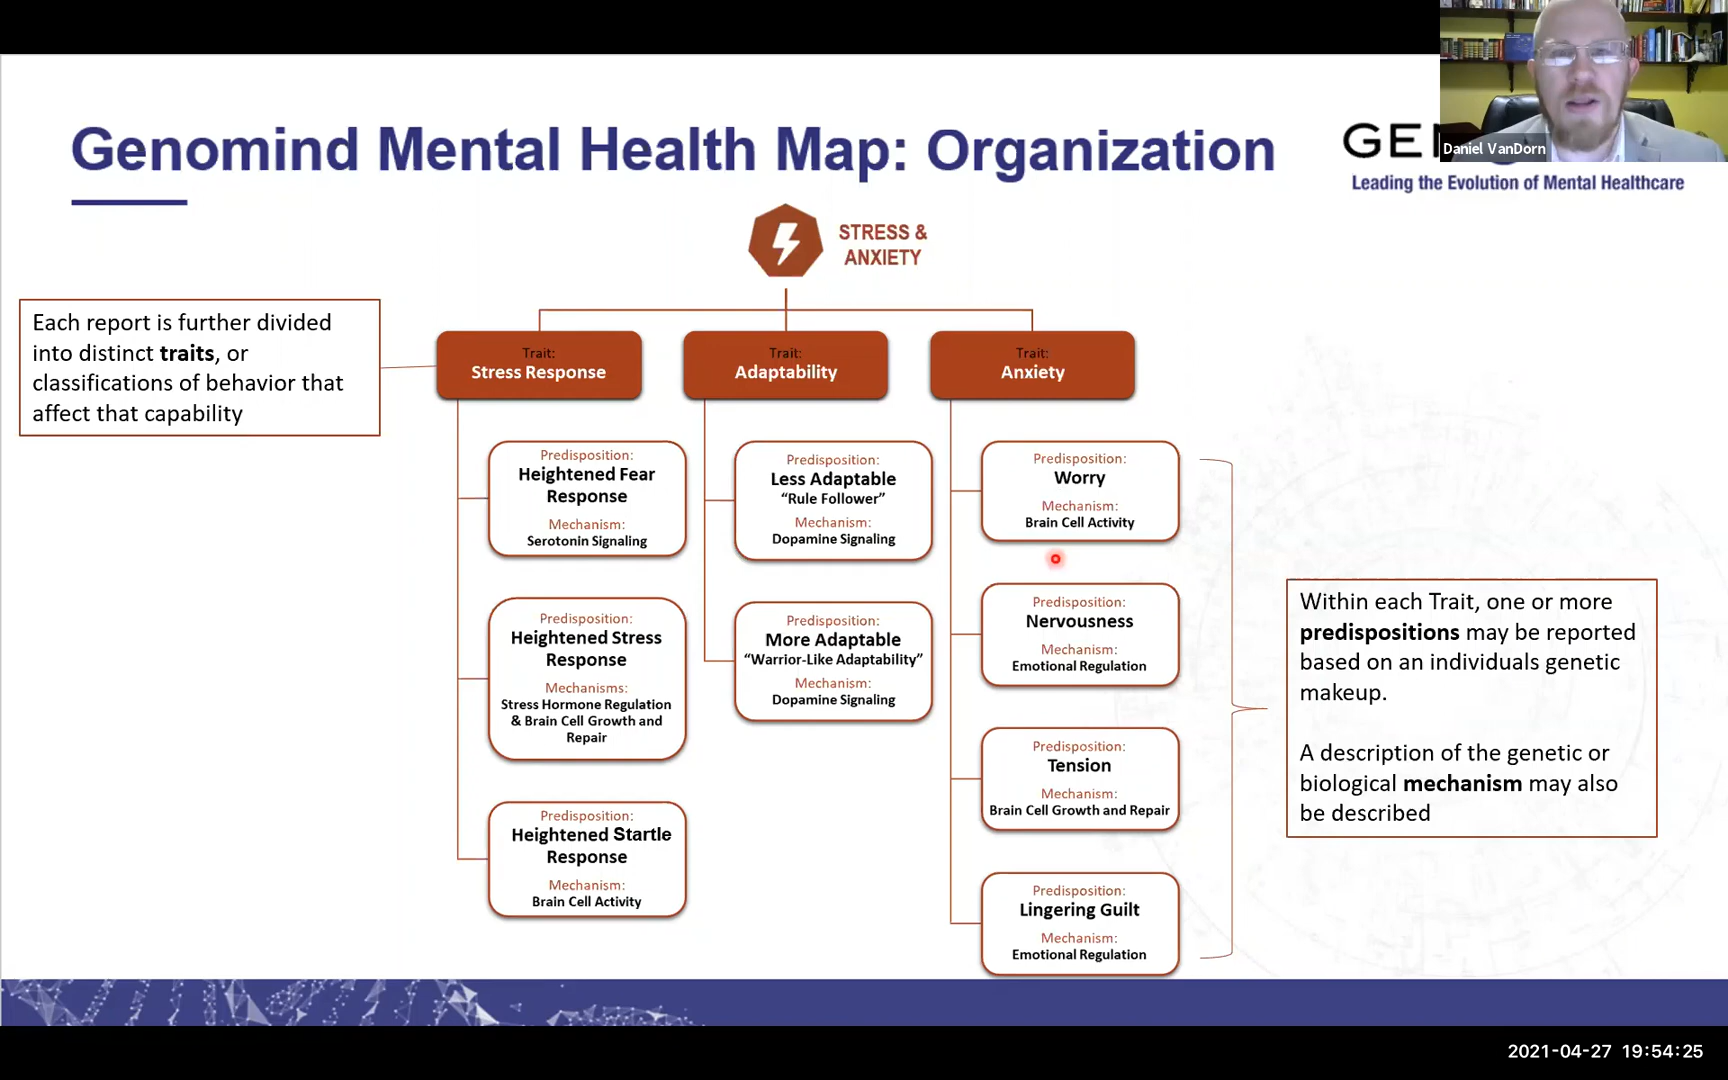 Genomind Mental Health Map: Organization
GEN
Daniel VanDorn
Leading the Evolution of Mental Healthcare
STRESS &
ANXIETY
Each report is further divided
into distinct traits, or
classifications of behavior that
affect that capability
Trait:
Stress Response
Predisposition:
Heightened Fear
Response
Mechanism:
Serotonin Signaling
Predisposition:
Heightened Stress
Response
Mechanisms:
Stress Hormone Regulation
& Brain Cell Growth and
Repair
Predisposition:
Heightened Startle
Response
Mechanism:
Brain Cell Activity
Trait:
Adaptability
Predisposition:
Less Adaptable
“Rule Follower”
Mechanism:
Dopamine Signaling
Predisposition:
More Adaptable
“Warrior-Like Adaptability”
Mechanism:
Dopamine Signaling
Trait:
Anxiety
Predisposition:
Worry
Mechanism:
Brain Cell Activity
Predisposition:
Nervousness
Mechanism:
Emotional Regulation
Predisposition:
Tension
Mechanism:
Brain Cell Growth and Repair
Predisposition:
Lingering Guilt
Mechanism:
Emotional Regulation
Within each Trait, one or more
predispositions may be reported
based on an individuals genetic
makeup.
A description of the genetic or
biological mechanism may also
be described
2021-04-27 19:54:25